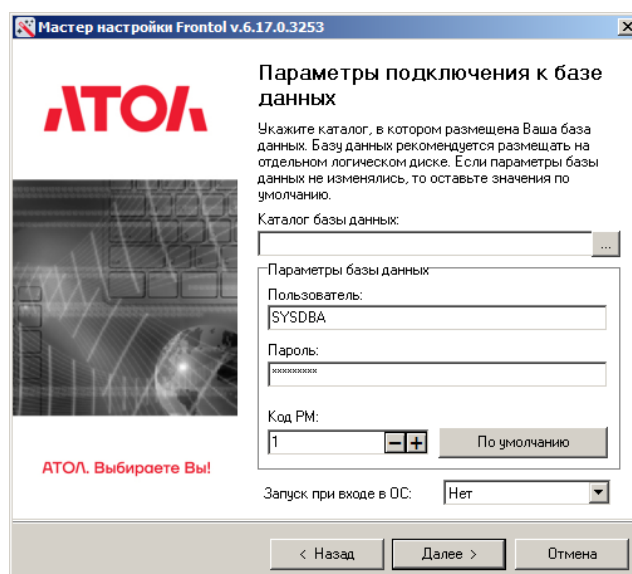 Мастер настройки Frontol v.6.17.0.3253
АТОЛ
Параметры подключения к базе
данных
Укажите каталог, в котором размещена Ваша база
данных. Базу данных рекомендуется размещать на
отдельном логическом диске. Если параметры базы
данных не изменялись, то оставьте значения по
умолчанию.
Каталог базы данных:
...
Параметры базы данных
Пользователь:
SYSDBA
Пароль:
×××××××××
Код РМ:
1
По умолчанию
АТОЛ. Выбираете Вы!
Запуск при входе в ОС:
Нет
< Назад
Далее >
Отмена